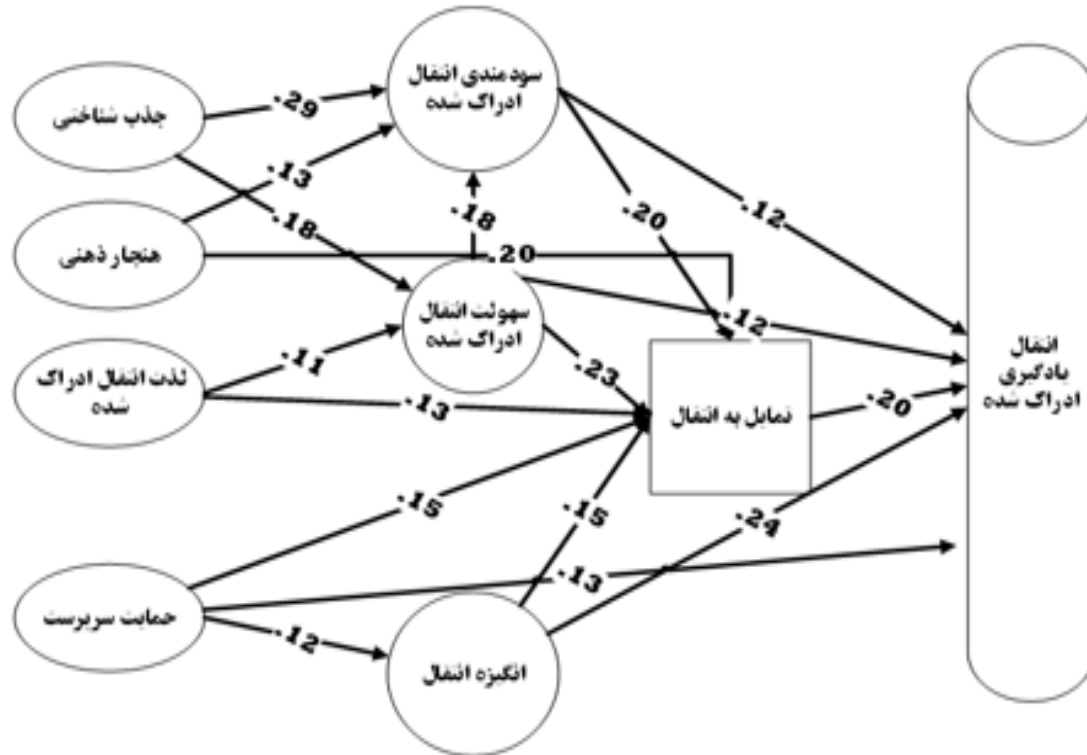 سودمندی انتقال
ادراک شده
جذب شناختی
.29
.13
.18
.18
.20
.12
هنجار ذهنی
.20
سهولت انتقال
ادراک شده
.12
انتقال
یادگیری
ادراک شده
لذت انتقال ادراک
شده
.11
.23
.13
تمایل به انتقال
.20
.15
.15
.24
.13
حمایت سرپرست
.12
انگیزه انتقال